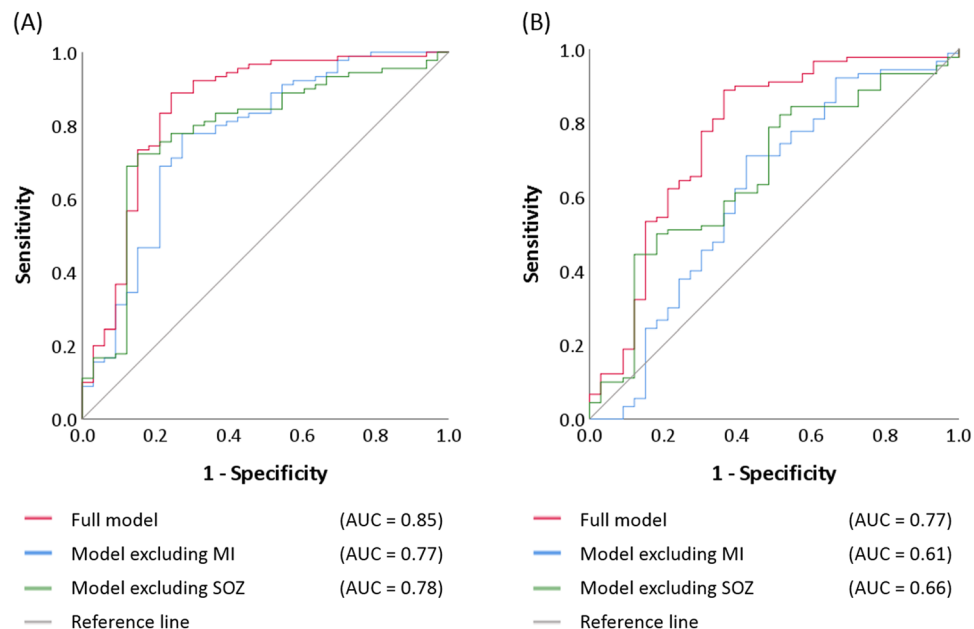 (A)
1.0
0.8
0.6
0.4
0.2
0.0
Sensitivity
0.0 0.2 0.4 0.6 0.8 1.0
1 - Specificity
Full model (AUC = 0.85)
Model excluding MI (AUC = 0.77)
Model excluding SOZ (AUC = 0.78)
Reference line
(B)
1.0
0.8
0.6
0.4
0.2
0.0
Sensitivity
0.0 0.2 0.4 0.6 0.8 1.0
1 - Specificity
Full model (AUC = 0.77)
Model excluding MI (AUC = 0.61)
Model excluding SOZ (AUC = 0.66)
Reference line